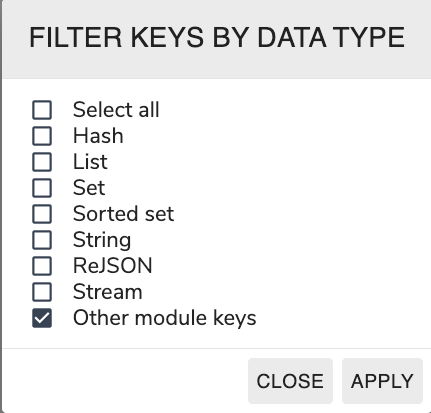 FILTER KEYS BY DATA TYPE
Select all
Hash
List
Set
Sorted set
String
ReJSON
Stream
Other module keys
CLOSE APPLY